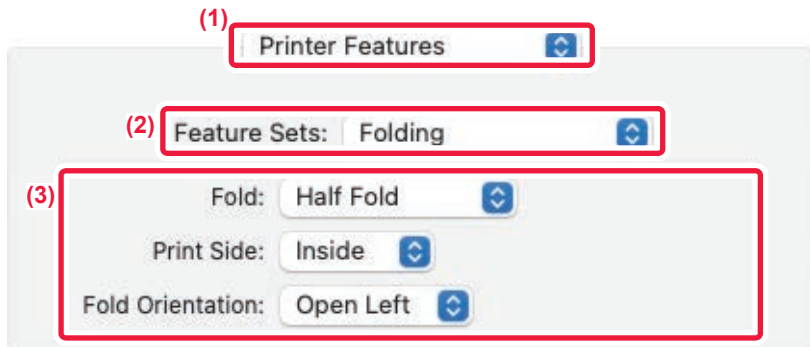 (1)
Printer Features
(2) Feature Sets: Folding
(3) Fold: Half Fold
Print Side: Inside
Fold Orientation: Open Left